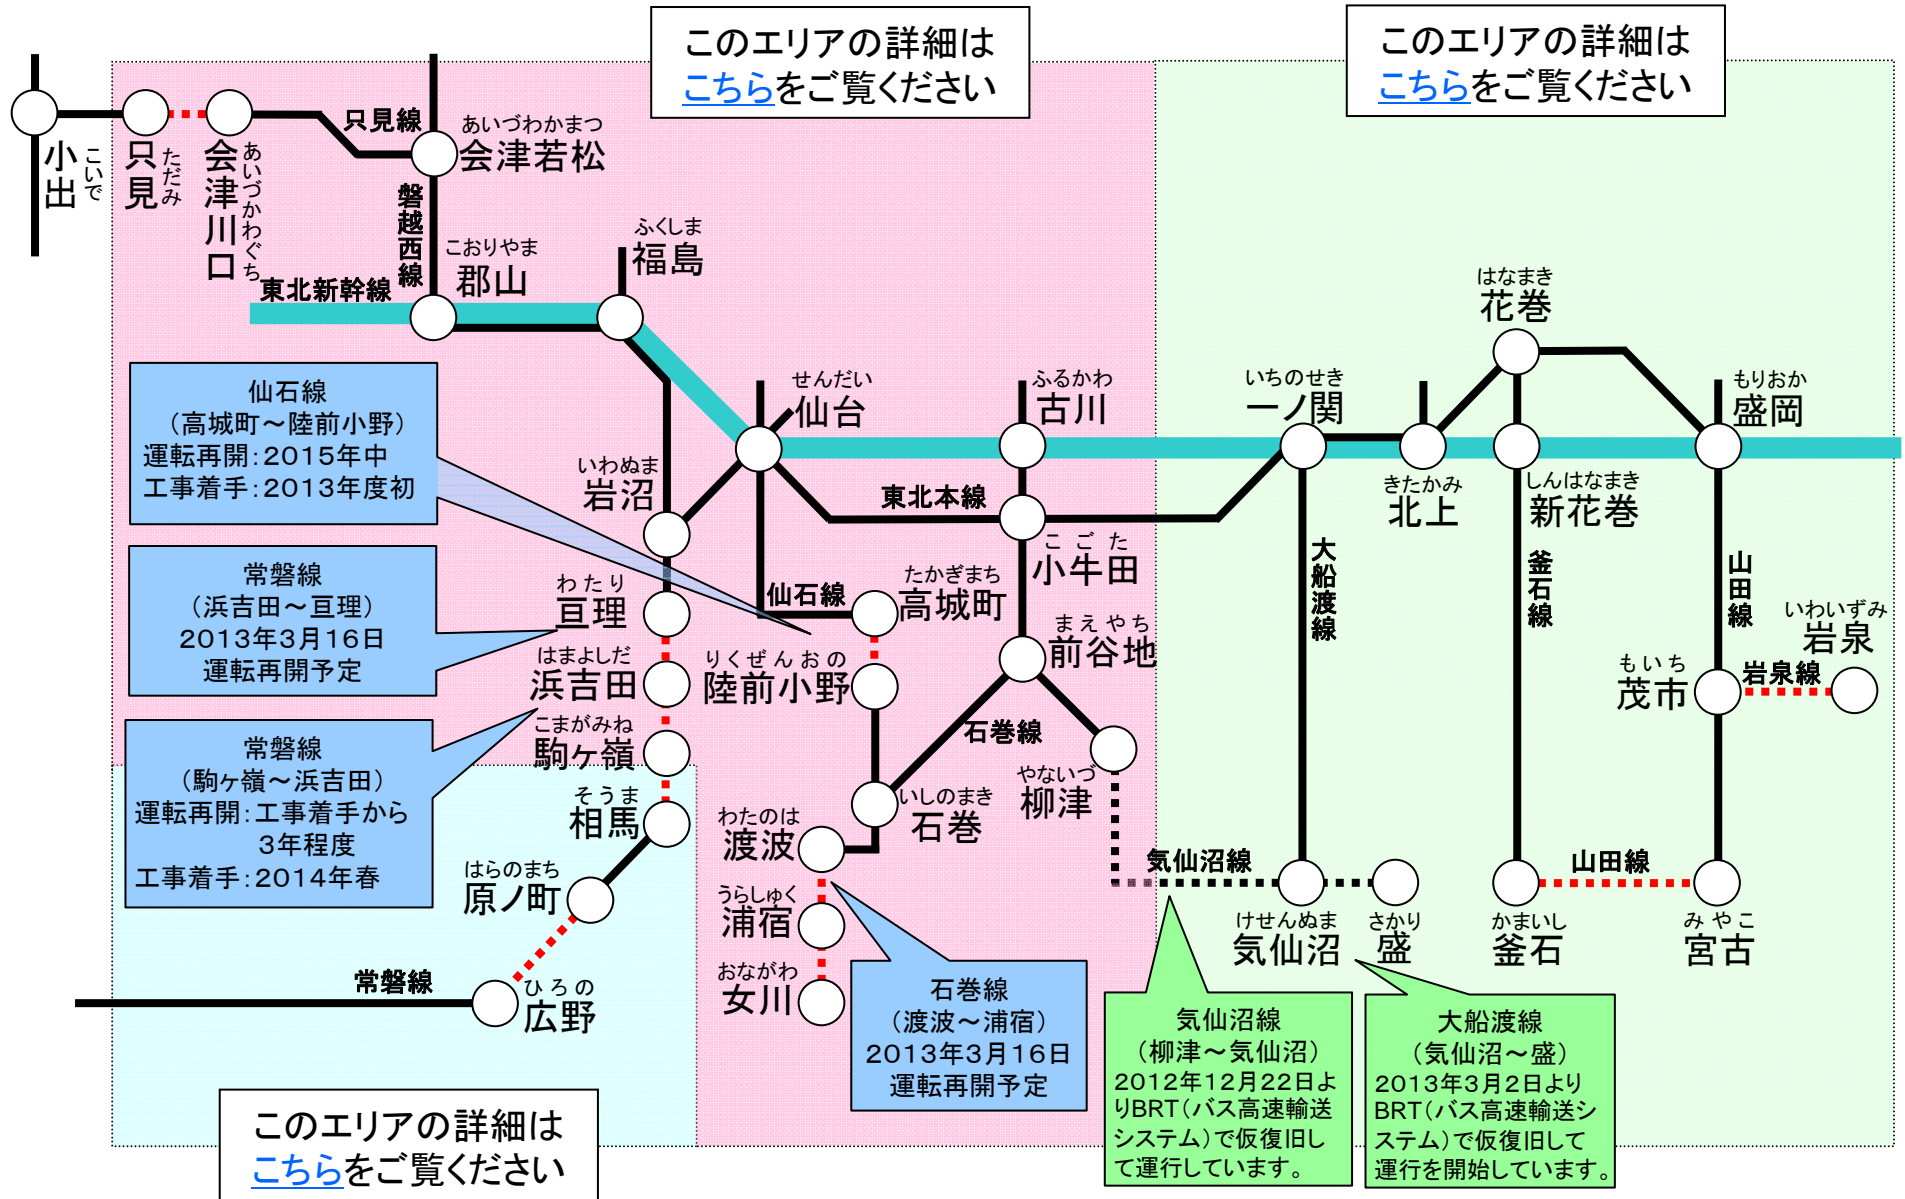 このエリアの詳細は
こちらをご覧ください
このエリアの詳細は
こちらをご覧ください
小出
こいで
只見
ただみ
会津川口
あいづかわぐち
只見線
あいづわかまつ
会津若松
磐越西線
こおりやま
郡山
ふくしま
福島
東北新幹線
仙石線
（高城町～陸前小野）
運転再開：2015年中
工事着手：2013年度初
せんだい
仙台
ふるかわ
古川
いちのせき
一ノ関
はなまき
花巻
もりおか
盛岡
いわぬま
岩沼
東北本線
きたかみ
北上
しんはなまき
新花巻
こごた
小牛田
大船渡線
釜石線
山田線
常磐線
（浜吉田～亘理）
2013年3月16日
運転再開予定
わたり
亘理
仙石線
たかぎまち
高城町
まえやち
前谷地
いわいずみ
岩泉
はまよしだ
浜吉田
りくぜんおの
陸前小野
もいち
茂市
岩泉線
常磐線
（駒ヶ嶺～浜吉田）
運転再開：工事着手から
3年程度
工事着手：2014年春
こまがみね
駒ヶ嶺
石巻線
やないづ
柳津
そうま
相馬
いしのまき
石巻
わたのは
渡波
はらのまち
原ノ町
気仙沼線
山田線
うらしゅく
浦宿
けせんぬま
気仙沼
さかり
盛
かまいし
釜石
みやこ
宮古
常磐線
ひろの
広野
おながわ
女川
石巻線
（渡波～浦宿）
2013年3月16日
運転再開予定
気仙沼線
（柳津～気仙沼）
2012年12月22日よ
りBRT（バス高速輸送
システム）で仮復旧し
て運行しています。
大船渡線
（気仙沼～盛）
2013年3月2日より
BRT（バス高速輸送シ
ステム）で仮復旧して
運行を開始しています。
このエリアの詳細は
こちらをご覧ください